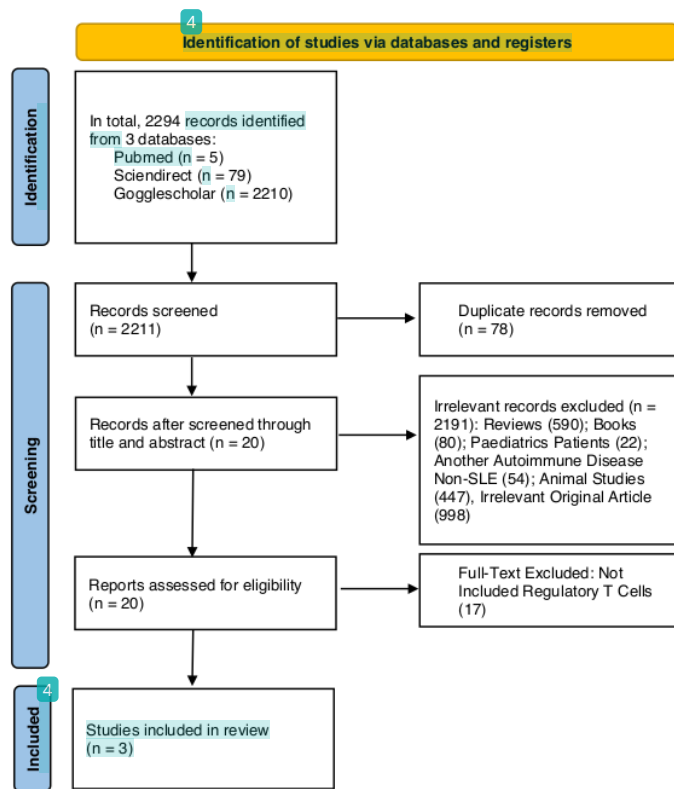 4
Identification of studies via databases and registers
Identification
In total, 2294 records identified
from 3 databases:
Pubmed (n = 5)
Sciendirect (n = 79)
Gogglescholar (n = 2210)
Screening
Records screened
(n = 2211)
Duplicate records removed
(n = 78)
Records after screened through
title and abstract (n = 20)
Irrelevant records excluded (n =
2191): Reviews (590); Books
(80); Paediatrics Patients (22);
Another Autoimmune Disease
Non-SLE (54); Animal Studies
(447), Irrelevant Original Article
(998)
Reports assessed for eligibility
(n = 20)
Full-Text Excluded: Not
Included Regulatory T Cells
(17)
4
Included
Studies included in review
(n = 3)